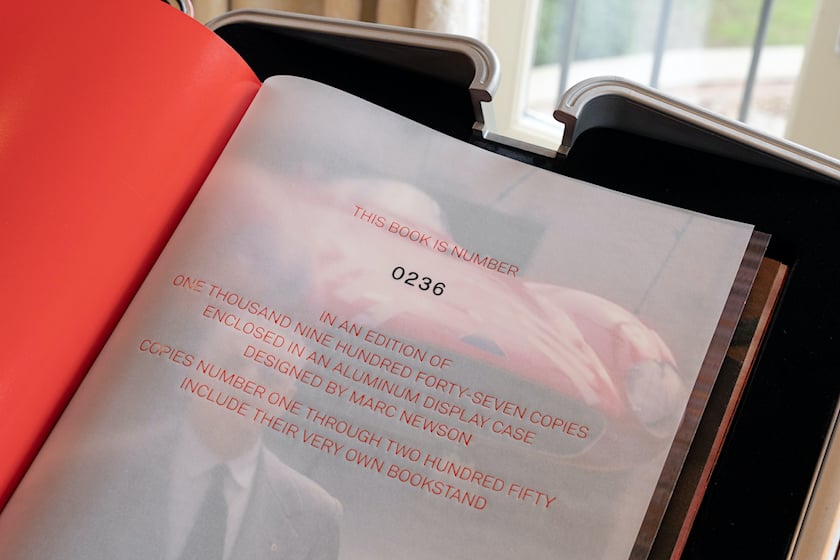 THIS BOOK IS NUMBER
0236
IN AN EDITION OF
ONE THOUSAND NINE HUNDRED FORTY-SEVEN COPIES
ENCLOSED IN AN ALUMINUM DISPLAY CASE
DESIGNED BY MARC NEWSON
COPIES NUMBER ONE THROUGH TWO HUNDRED FIFTY
INCLUDE THEIR VERY OWN BOOKSTAND